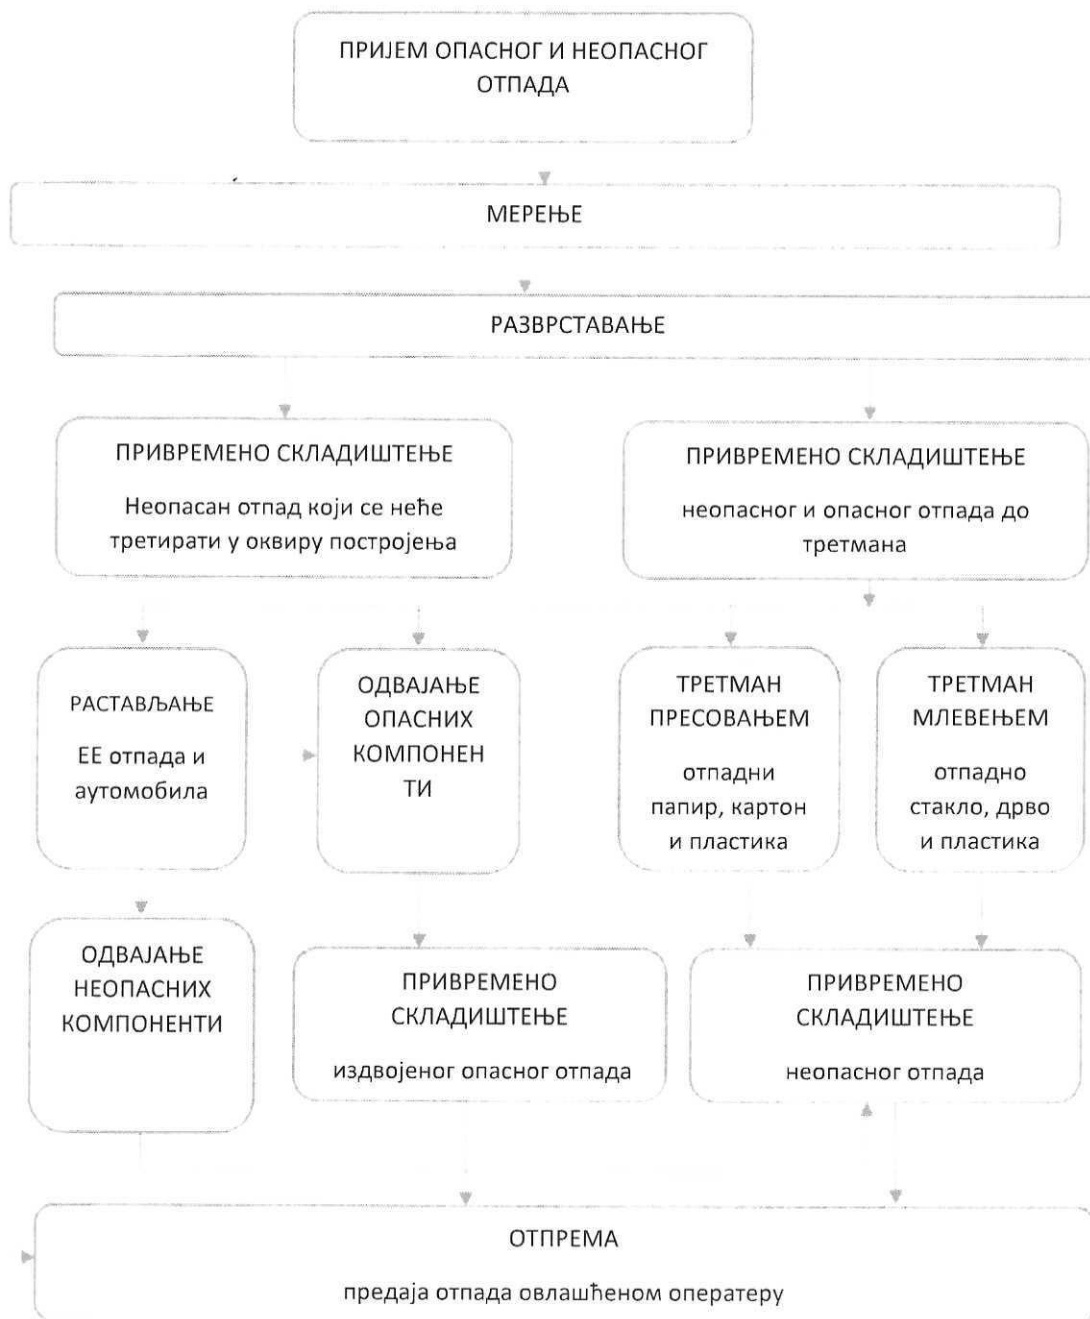 ПРИЈЕМ ОПАСНОГ И НЕОПАСНОГ
ОТПАДА
МЕРЕЊЕ
РАЗВРСТАВАЊЕ
ПРИВРЕМЕНО СКЛАДИШТЕЊЕ
Неопасан отпад који се неће
третирати у оквиру постројења
ПРИВРЕМЕНО СКЛАДИШТЕЊЕ
неопасног и опасног отпада до
третмана
РАСТАВЉАЊЕ
ЕЕ отпада и
аутомобила
ОДВАЈАЊЕ
ОПАСНИХ
КОМПОНЕН
ТИ
ТРЕТМАН
ПРЕСОВАЊЕМ
отпадни
папир, картон
и пластика
ТРЕТМАН
МЛЕВЕЊЕМ
отпадно
стакло, дрво
и пластика
ОДВАЈАЊЕ
НЕОПАСНИХ
КОМПОНЕНТИ
ПРИВРЕМЕНО
СКЛАДИШТЕЊЕ
издвојеног опасног отпада
ПРИВРЕМЕНО
СКЛАДИШТЕЊЕ
неопасног отпада
ОТПРЕМА
предаја отпада овлашћеном оператеру